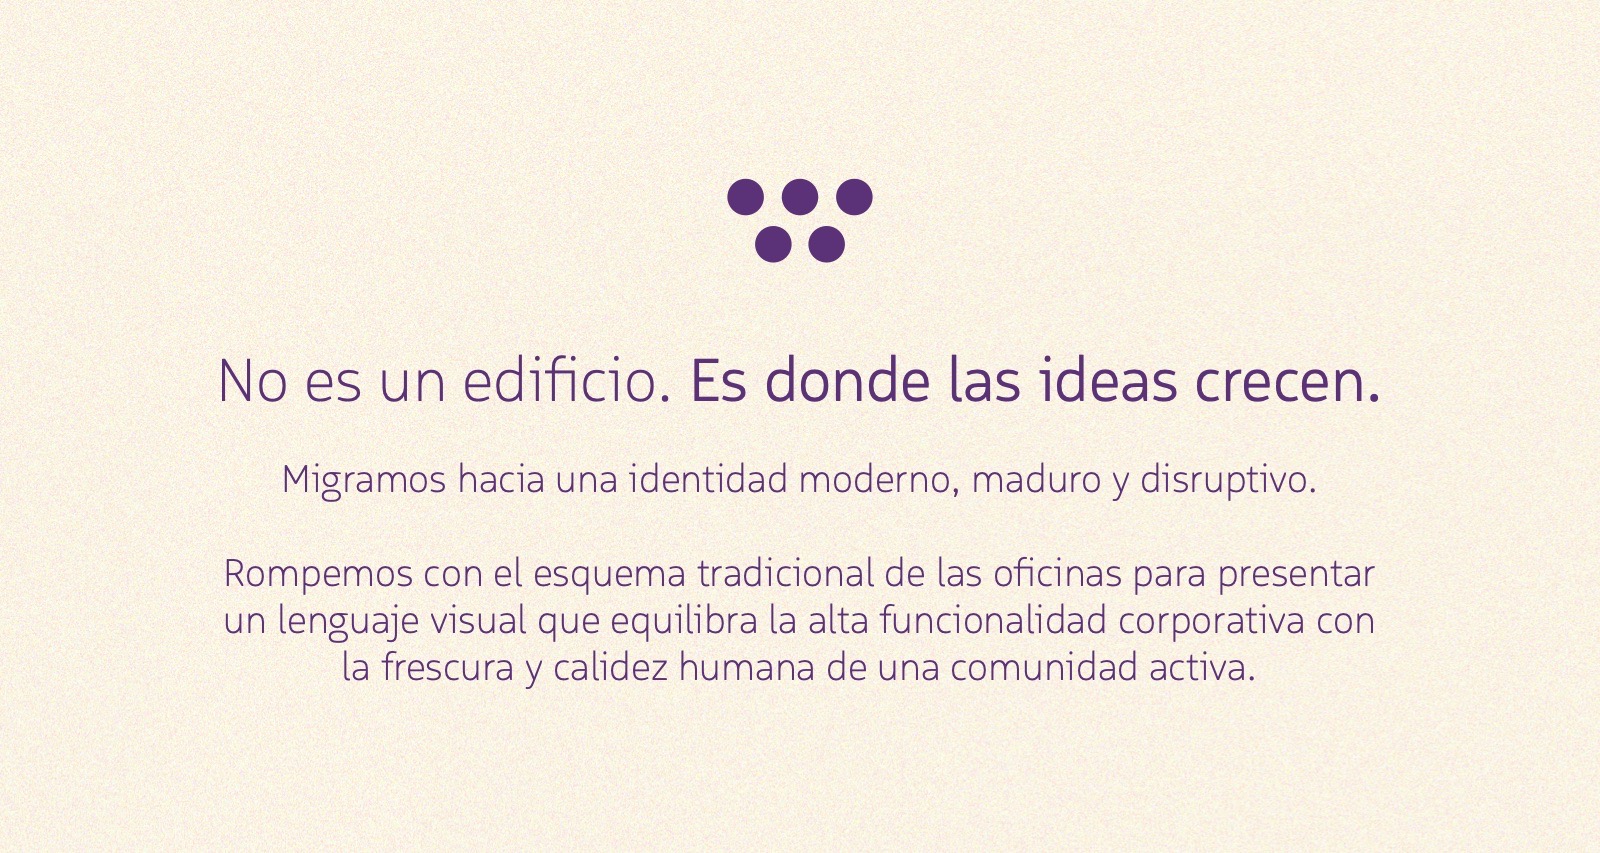 No es un edificio. Es donde las ideas crecen.
Migramos hacia una identidad moderno, maduro y disruptivo.
Rompemos con el esquema tradicional de las oficinas para presentar
un lenguaje visual que equilibra la alta funcionalidad corporativa con
la frescura y calidez humana de una comunidad activa.